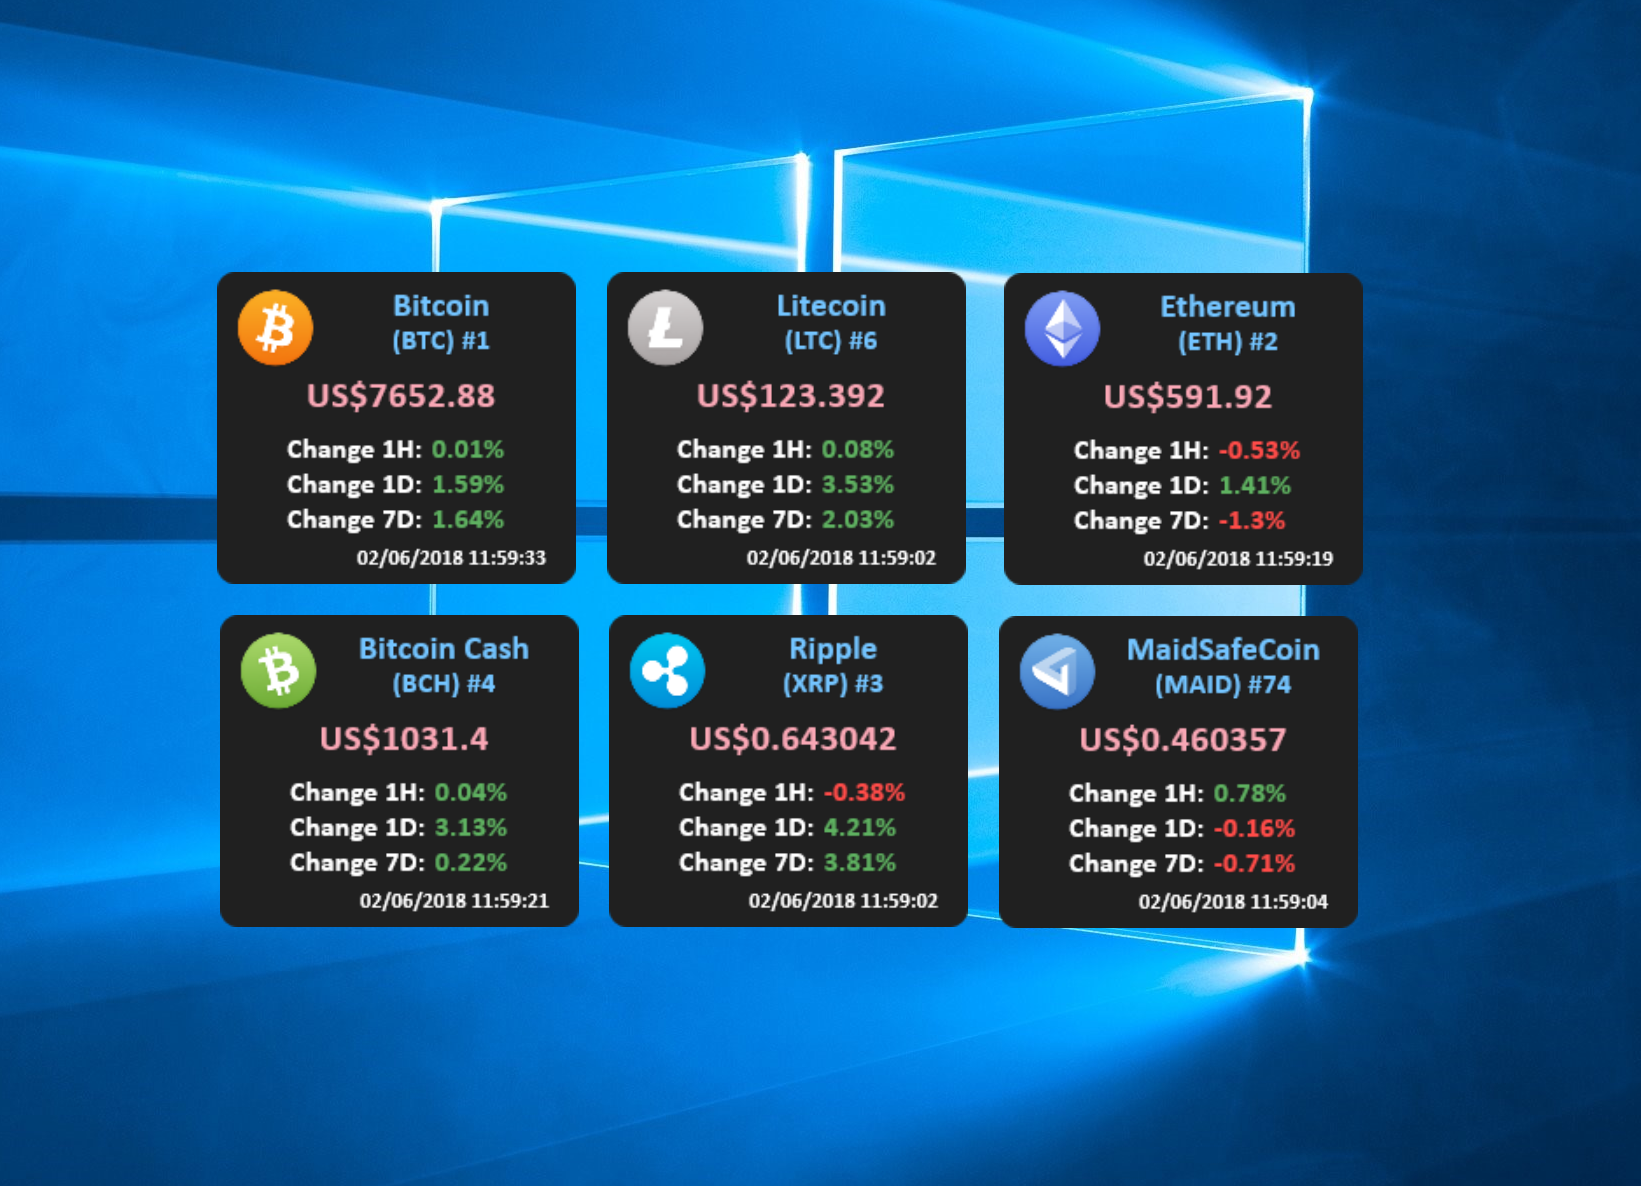 Bitcoin
(BTC) #1
US$7652.88
Change 1H: 0.01%
Change 1D: 1.59%
Change 7D: 1.64%
02/06/2018 11:59:33
Litecoin
(LTC) #6
US$123.392
Change 1H: 0.08%
Change 1D: 3.53%
Change 7D: 2.03%
02/06/2018 11:59:02
Ethereum
(ETH) #2
US$591.92
Change 1H: -0.53%
Change 1D: 1.41%
Change 7D: -1.3%
02/06/2018 11:59:19
Bitcoin Cash
(BCH) #4
US$1031.4
Change 1H: 0.04%
Change 1D: 3.13%
Change 7D: 0.22%
02/06/2018 11:59:21
Ripple
(XRP) #3
US$0.643042
Change 1H: -0.38%
Change 1D: 4.21%
Change 7D: 3.81%
02/06/2018 11:59:02
MaidSafeCoin
(MAID) #74
US$0.460357
Change 1H: 0.78%
Change 1D: -0.16%
Change 7D: -0.71%
02/06/2018 11:59:04